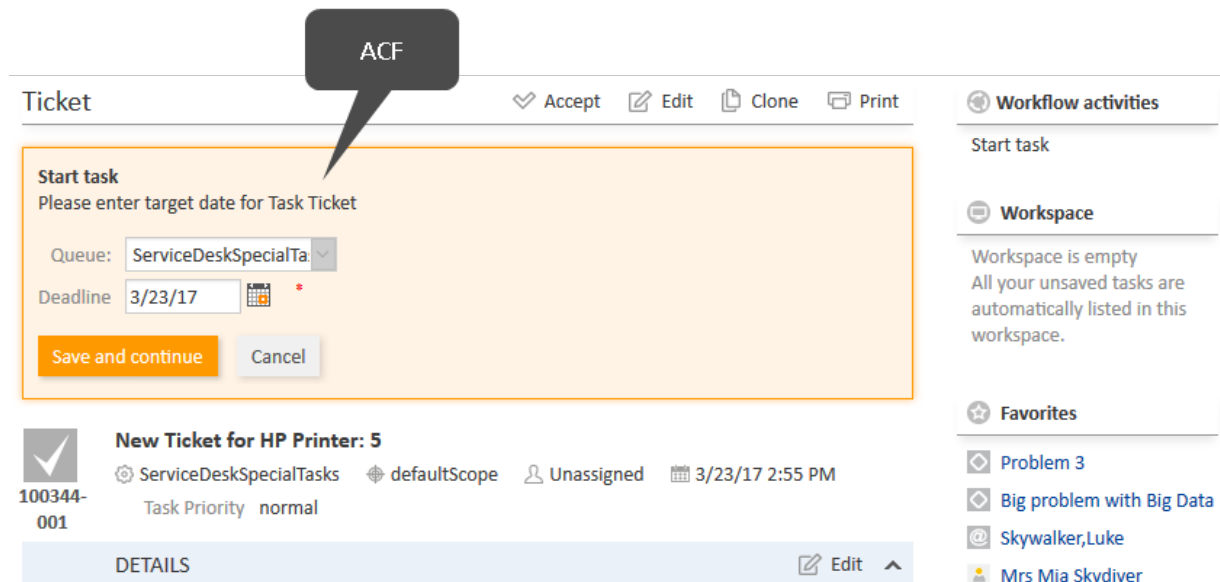 ACF
Ticket
Accept Edit Clone Print
Start task
Please enter target date for Task Ticket
Queue: ServiceDeskSpecialTa
Deadline 3/23/17 *
Save and continue Cancel
New Ticket for HP Printer: 5
ServiceDeskSpecialTasks defaultScope Unassigned 3/23/17 2:55 PM
100344-
001
Task Priority normal
DETAILS Edit
Workflow activities
Start task
Workspace
Workspace is empty
All your unsaved tasks are
automatically listed in this
workspace.
Favorites
Problem 3
Big problem with Big Data
Skywalker,Luke
Mrs Mia Skydiver